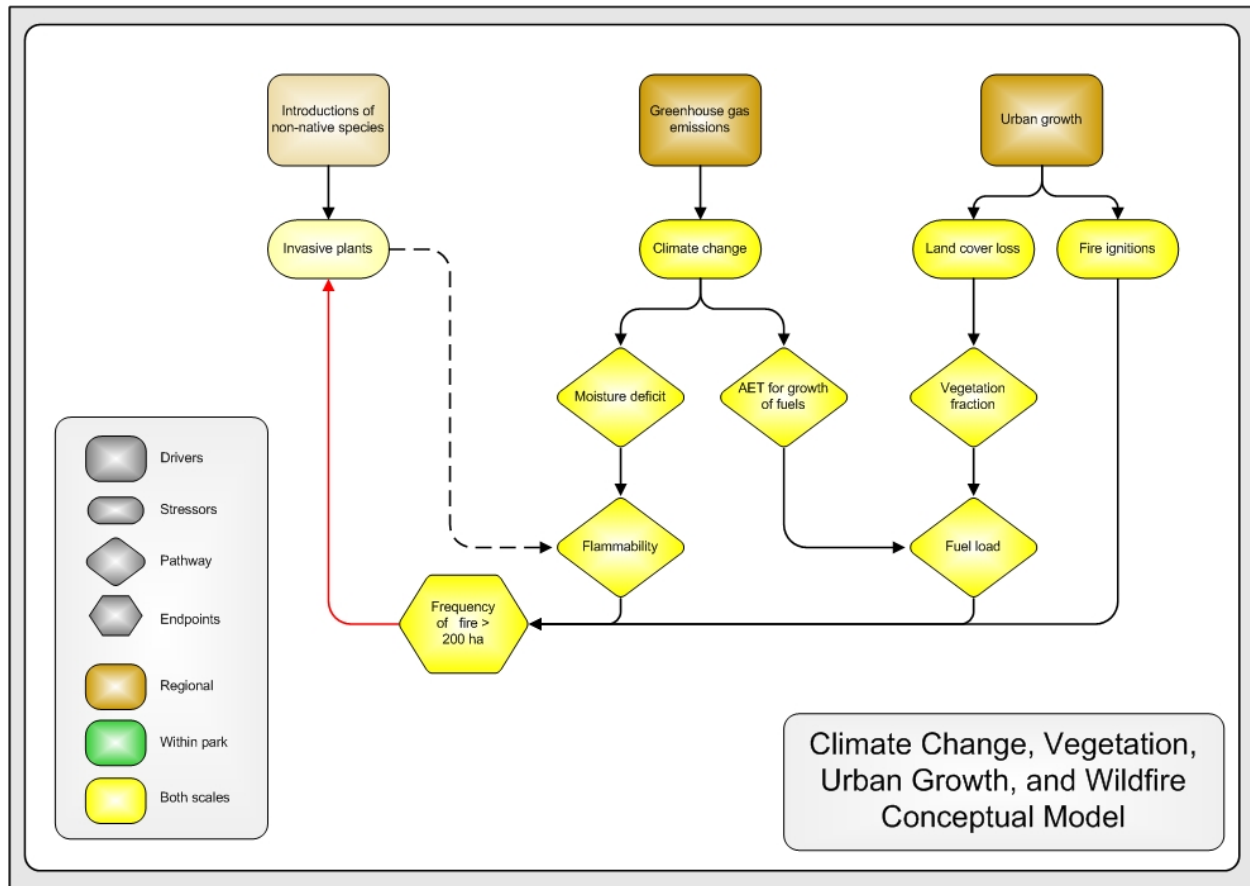 Introductions of
non-native species
Greenhouse gas
emissions
Urban growth
Invasive plants
Climate change
Land cover loss
Fire ignitions
Moisture deficit
AET for growth
of fuels
Vegetation
fraction
Flammability
Fuel load
Frequency
of fire >
200 ha
Drivers
Stressors
Pathway
Endpoints
Regional
Within park
Both scales
Climate Change, Vegetation,
Urban Growth, and Wildfire
Conceptual Model